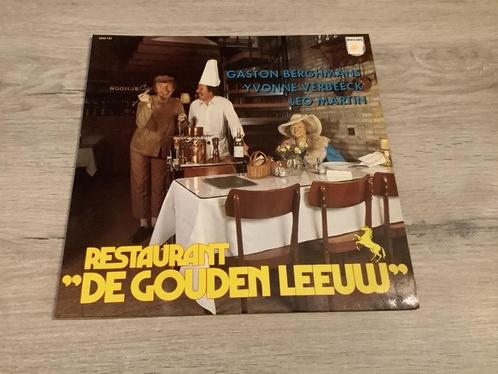 GASTON BERGHMANS
YVONNE VERBEECK
LEO MARTIN
RESTAURANT
"DE GOUDEN LEEUW"